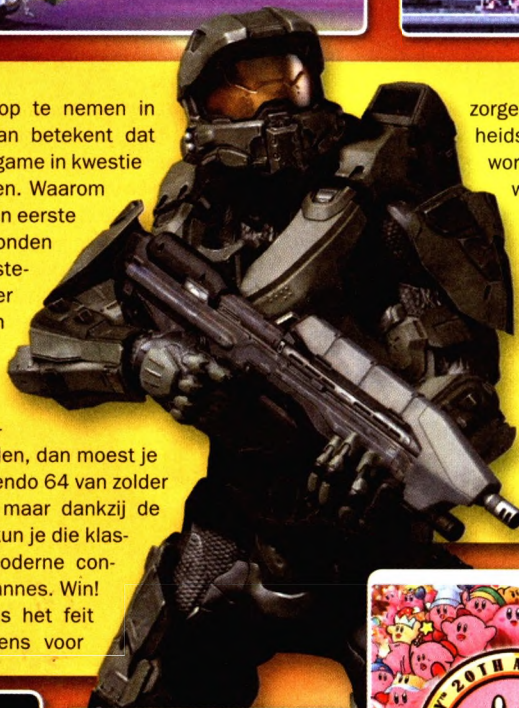 op te nemen in
an betekent dat
game in kwestie
en. Waarom
n eerste
onden
ste-
er
n
-
len, dan moest je
endo 64 van zolder
maar dankzij de
un je die klas-
oderne con-
annes. Win!
s het feit
ens voor
zorge
heids
wor
w
20TH A